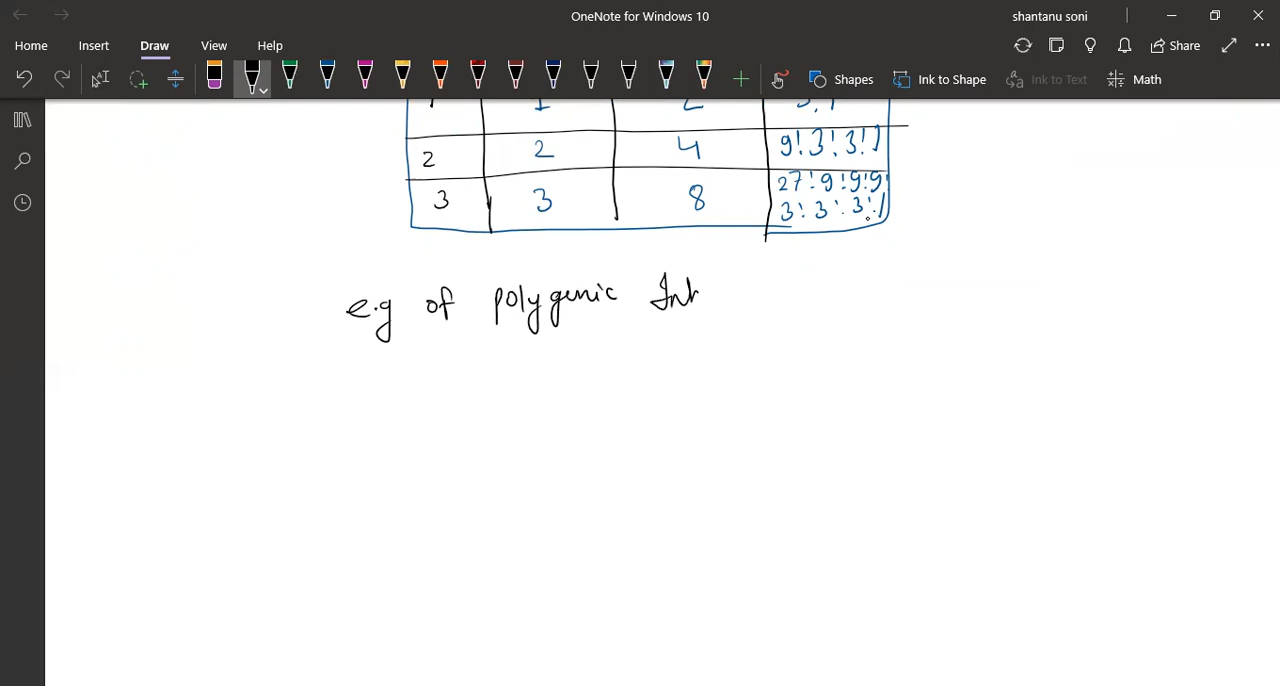 OneNote for Windows 10
shantanu soni
Home Insert Draw View Help
Share
Shapes Ink to Shape Ink to Text Math
1 2
2 2 4 9:3:3:1
3 3 8 27:9:9:9:
3:3:3:1
e.g of polygenic Inh